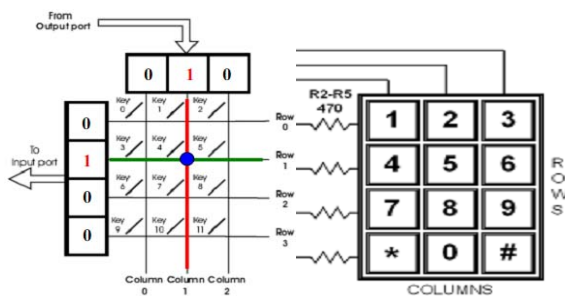 From
Output port
0 1 0
Key 0 Key 1 Key 2
0
Row 0
To
Input port
Key 3 Key 4 Key 5
1
Row 1
Key 6 Key 7 Key 8
0
Row 2
Key 9 Key 10 Key 11
0
Row 3
Column 0 Column 1 Column 2
R2-R5
470
1 2 3
4 5 6
7 8 9
* 0 #
ROWS
COLUMNS